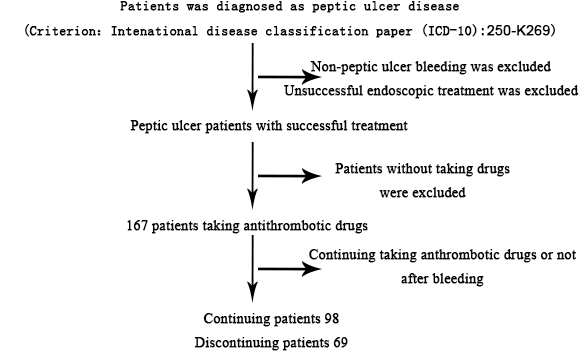 Patients was diagnosed as peptic ulcer disease
(Criterion: Intenational disease classification paper (ICD-10):250-K269)
Non-peptic ulcer bleeding was excluded
Unsuccessful endoscopic treatment was excluded
Peptic ulcer patients with successful treatment
Patients without taking drugs
were excluded
167 patients taking antithrombotic drugs
Continuing taking anthrombotic drugs or not
after bleeding
Continuing patients 98
Discontinuing patients 69